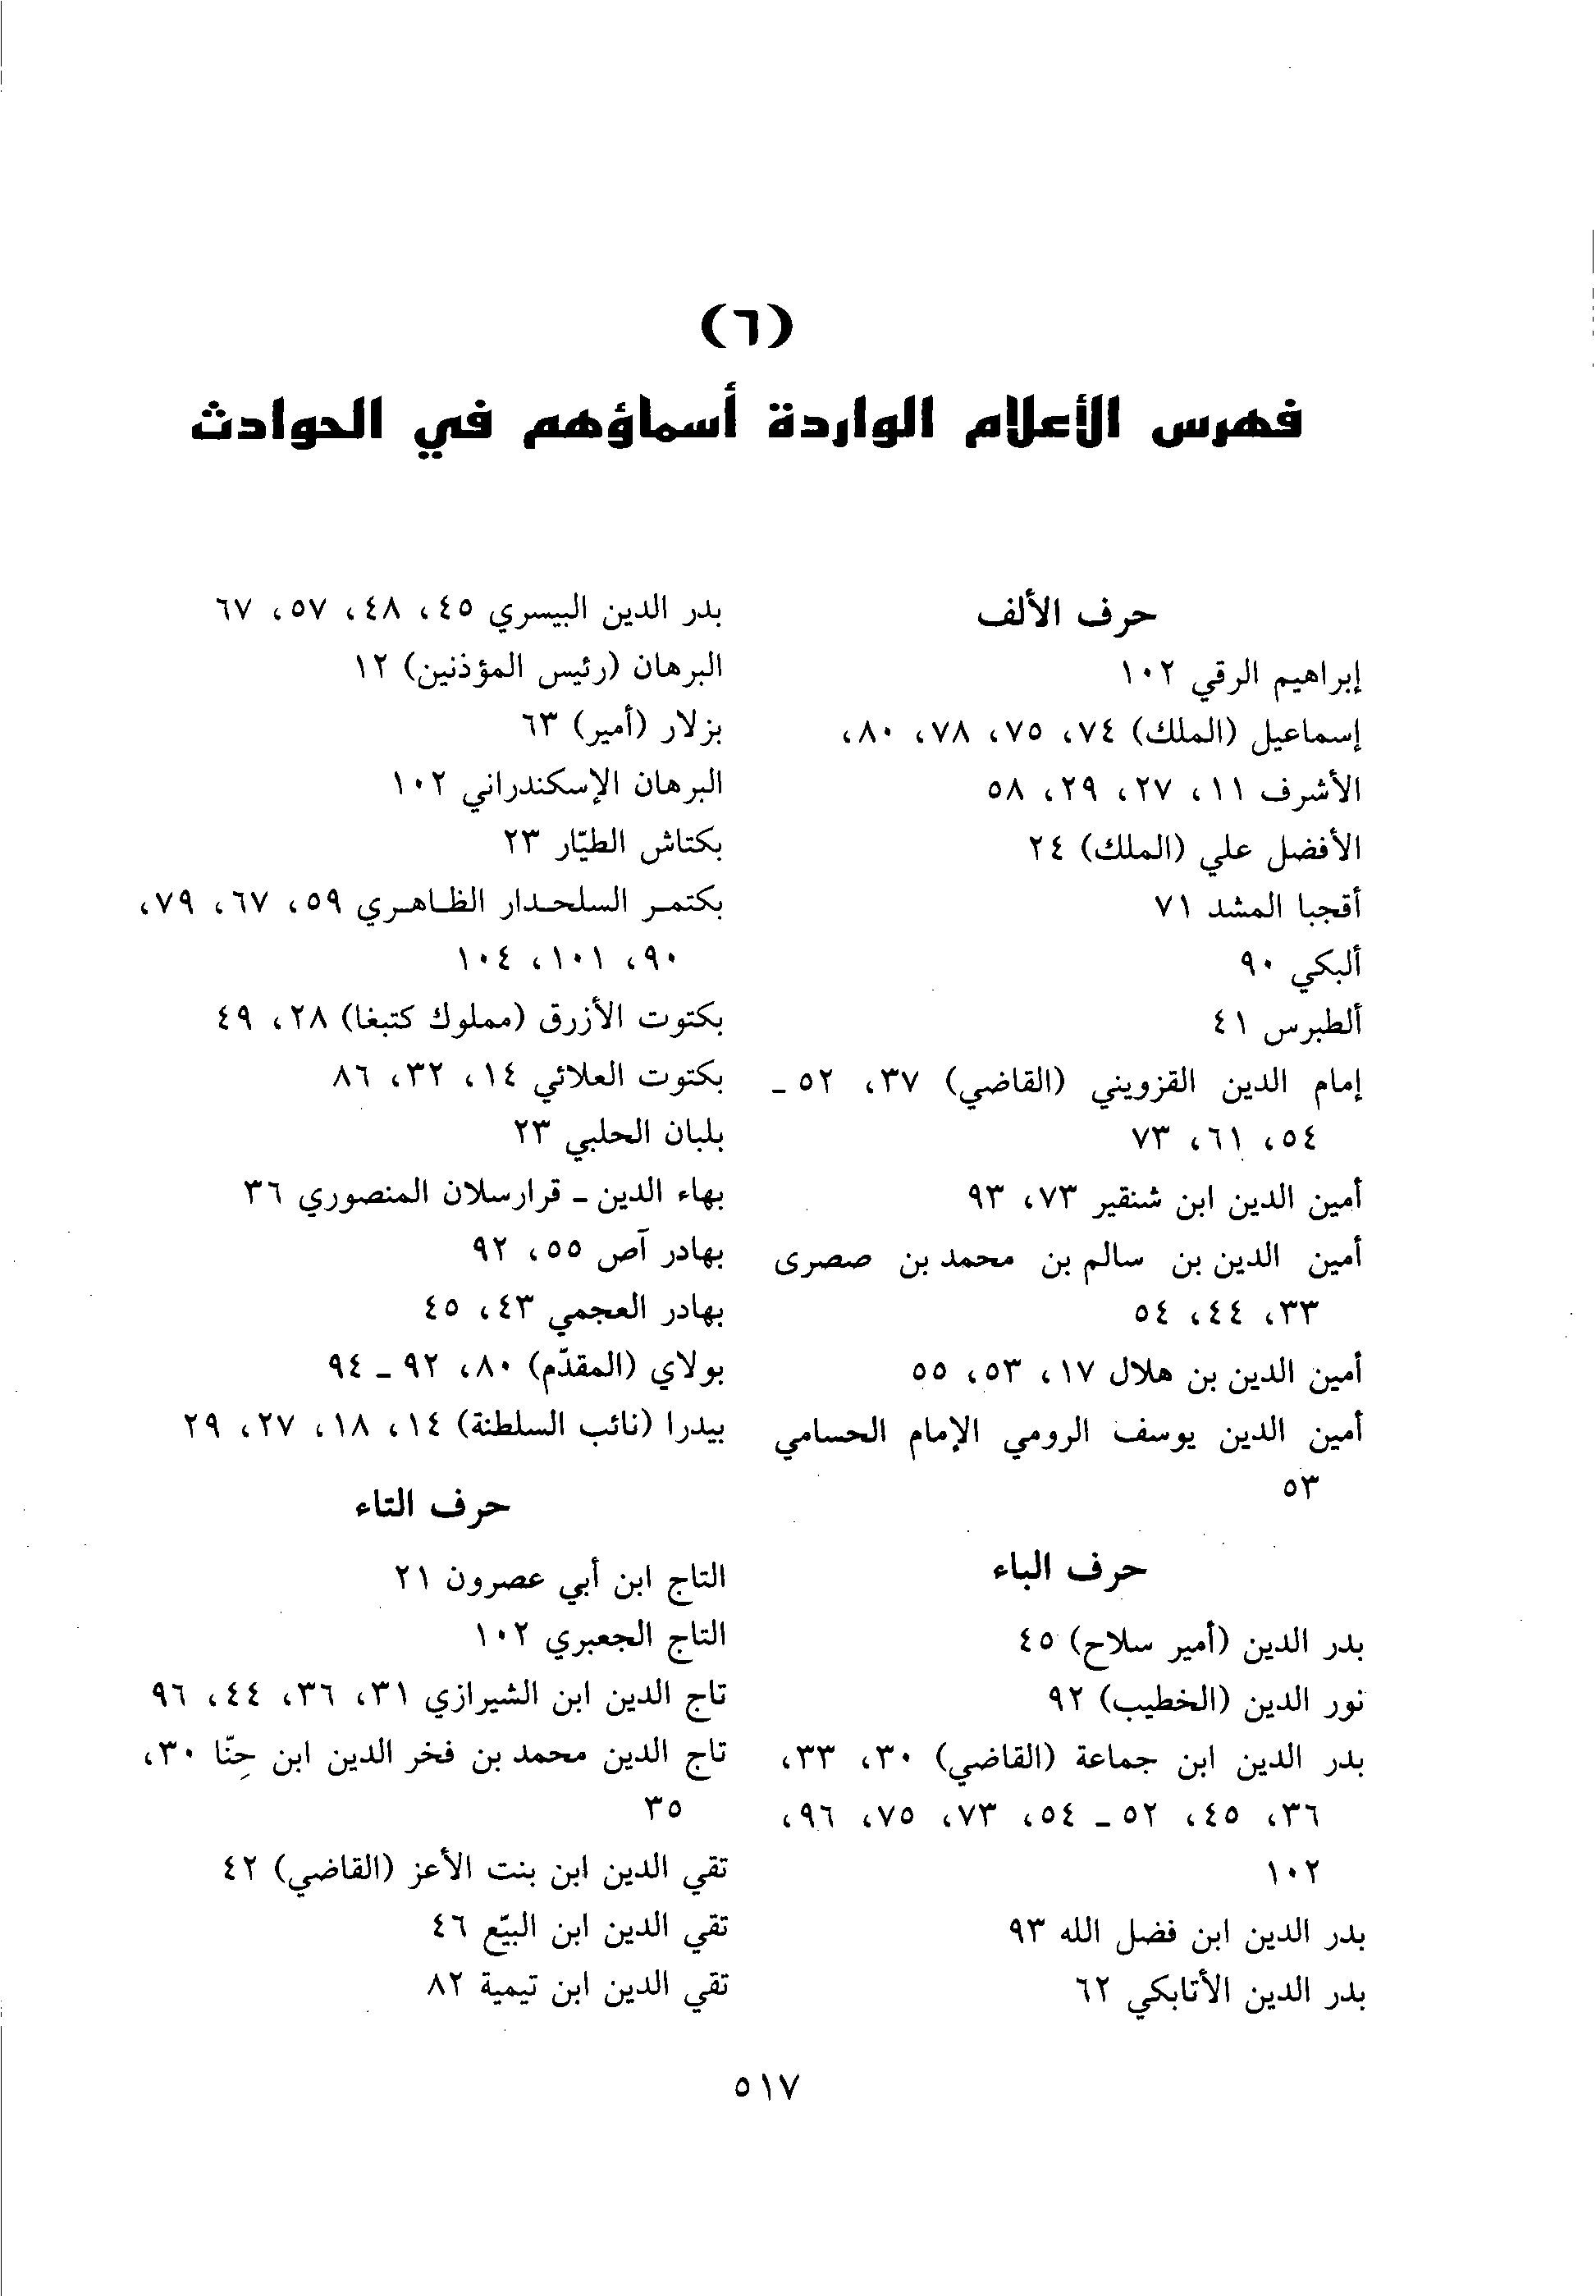 (٦)
فهرس الأعلام الواردة أسماؤهم في الحوادث
حرف الألف
إبراهيم الرقي ١٠٢
إسماعيل (الملك) ٧٤، ٧٥، ٧٨، ٨٠،
الأشرف ١١، ٢٧، ٢٩، ٥٨
الأفضل علي (الملك) ٢٤
أقجبا المشد ٧١
ألبكي ٩٠
ألطبرس ٤١
إمام الدين القزويني (القاضي) ٣٧، ٥٢ ـ
٥٤، ٦١، ٧٣
أمين الدين ابن شنقير ٧٣، ٩٣
أمين الدين بن سالم بن محمد بن صصرى
٣٣، ٤٤، ٥٤
أمين الدين بن هلال ١٧، ٥٣، ٥٥
أمين الدين يوسف الرومي الإمام الحسامي
٥٣
حرف الباء
بدر الدين (أمير سلاح) ٤٥
نور الدين (الخطيب) ٩٢
بدر الدين ابن جماعة (القاضي) ٣٠، ٣٣،
٣٦، ٤٥، ٥٢ ـ ٥٤، ٧٣، ٧٥، ٩٦،
١٠٢
بدر الدين ابن فضل الله ٩٣
بدر الدين الأتابكي ٦٢
بدر الدين البيسري ٤٥، ٤٨، ٥٧، ٦٧
البرهان (رئيس المؤذنين) ١٢
بزلار (أمير) ٦٣
البرهان الإسكندراني ١٠٢
بكتاش الطيّار ٢٣
بكتمـر السلحـدار الظـاهـري ٥٩، ٦٧، ٧٩،
٩٠، ١٠١، ١٠٤
بكتوت الأزرق (مملوك كتبغا) ٢٨، ٤٩
بكتوت العلائي ١٤، ٣٢، ٨٦
بلبان الحلبي ٢٣
بهاء الدين ـ قرارسلان المنصوري ٣٦
بهادر آص ٥٥، ٩٢
بهادر العجمي ٤٣، ٤٥
بولاي (المقدّم) ٨٠، ٩٢ ـ ٩٤
بيدرا (نائب السلطنة) ١٤، ١٨، ٢٧، ٢٩
حرف التاء
التاج ابن أبي عصرون ٢١
التاج الجعبري ١٠٢
تاج الدين ابن الشيرازي ٣١، ٣٦، ٤٤، ٩٦
تاج الدين محمد بن فخر الدين ابن حِنّا ٣٠،
٣٥
تقي الدين ابن بنت الأعز (القاضي) ٤٢
تقي الدين ابن البيّع ٤٦
تقي الدين ابن تيمية ٨٢
٥١٧